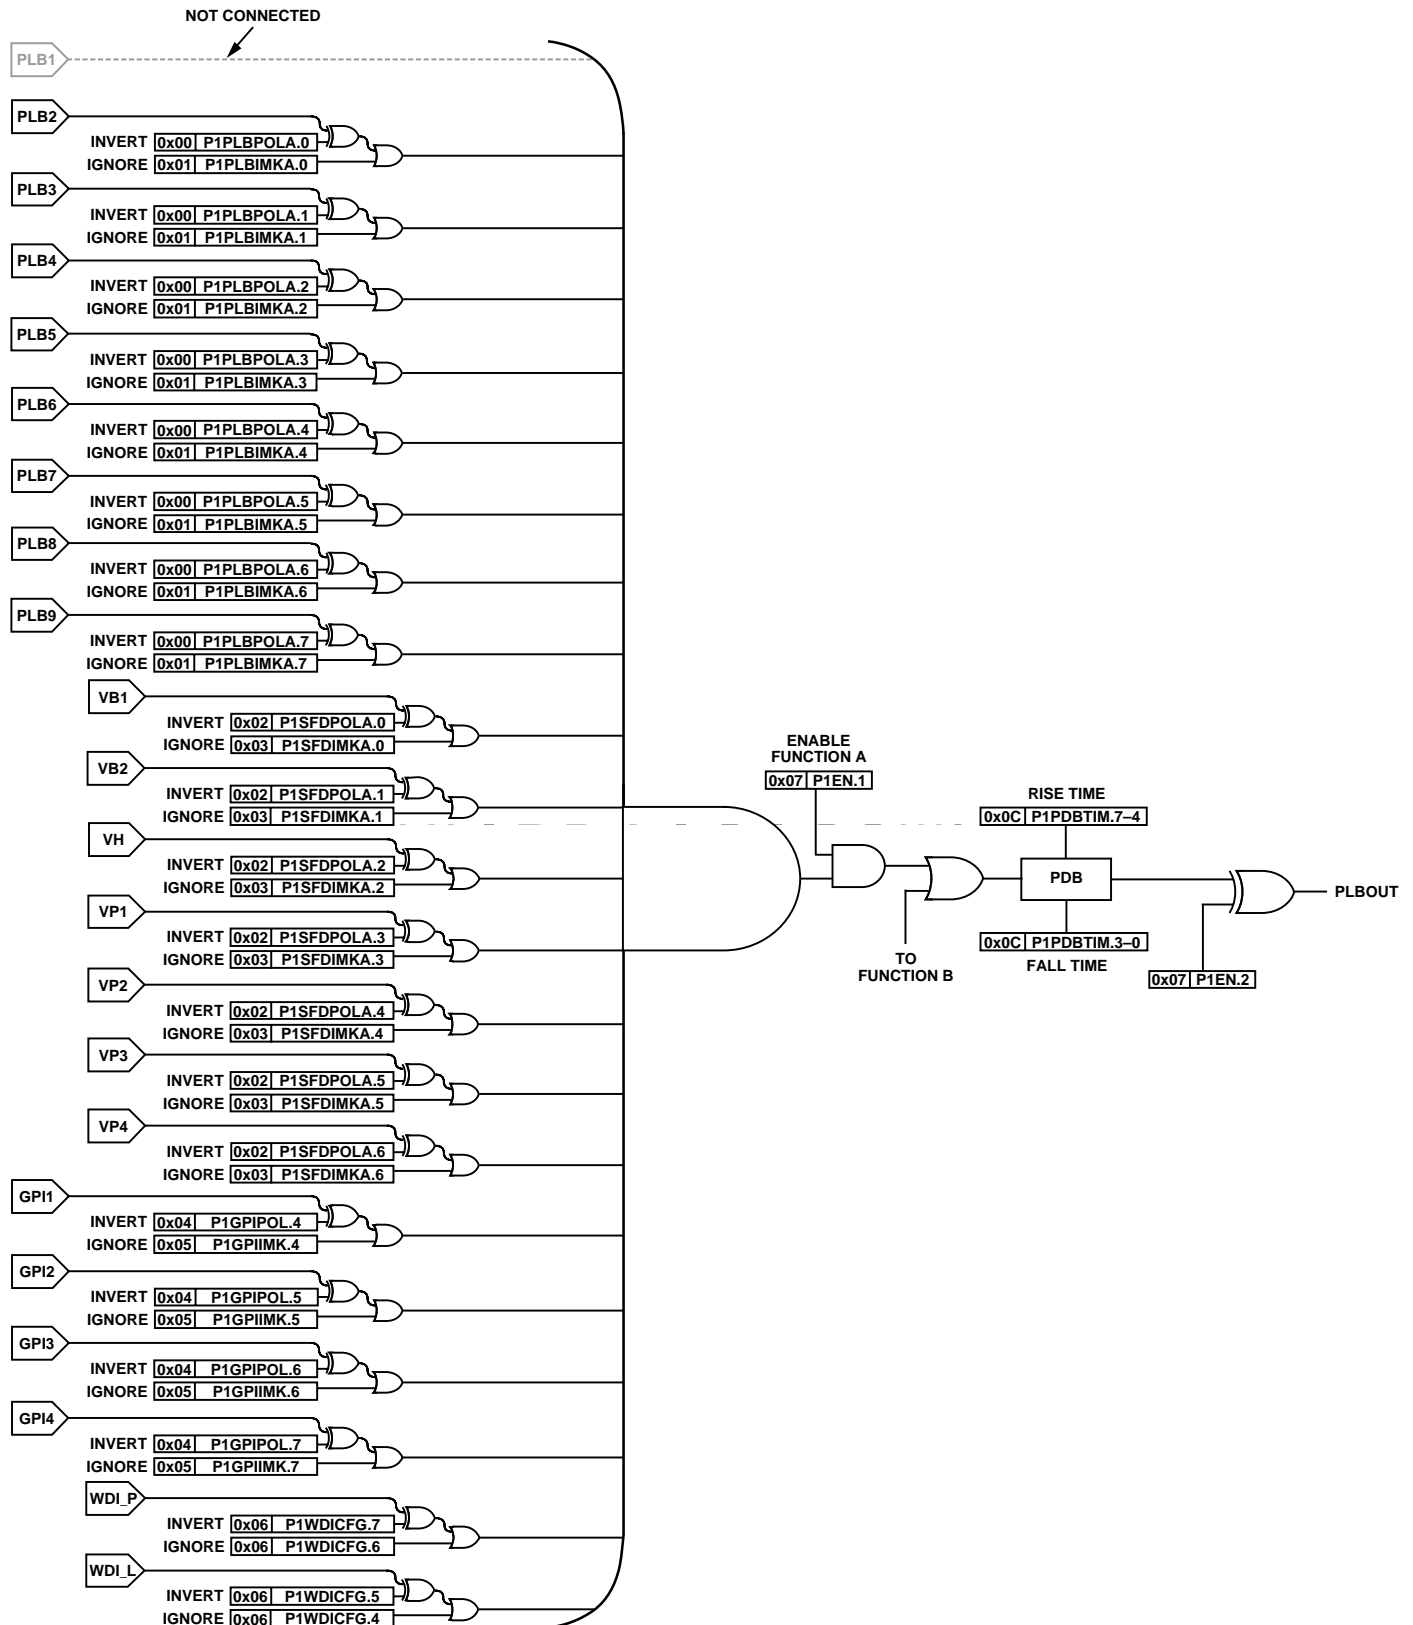 NOT CONNECTED
PLB1
PLB2
INVERT 0x00 P1PLBPOLA.0
IGNORE 0x01 P1PLBIMKA.0
PLB3
INVERT 0x00 P1PLBPOLA.1
IGNORE 0x01 P1PLBIMKA.1
PLB4
INVERT 0x00 P1PLBPOLA.2
IGNORE 0x01 P1PLBIMKA.2
PLB5
INVERT 0x00 P1PLBPOLA.3
IGNORE 0x01 P1PLBIMKA.3
PLB6
INVERT 0x00 P1PLBPOLA.4
IGNORE 0x01 P1PLBIMKA.4
PLB7
INVERT 0x00 P1PLBPOLA.5
IGNORE 0x01 P1PLBIMKA.5
PLB8
INVERT 0x00 P1PLBPOLA.6
IGNORE 0x01 P1PLBIMKA.6
PLB9
INVERT 0x00 P1PLBPOLA.7
IGNORE 0x01 P1PLBIMKA.7
VB1
INVERT 0x02 P1SFDPOLA.0
IGNORE 0x03 P1SFDIMKA.0
VB2
INVERT 0x02 P1SFDPOLA.1
IGNORE 0x03 P1SFDIMKA.1
VH
INVERT 0x02 P1SFDPOLA.2
IGNORE 0x03 P1SFDIMKA.2
VP1
INVERT 0x02 P1SFDPOLA.3
IGNORE 0x03 P1SFDIMKA.3
VP2
INVERT 0x02 P1SFDPOLA.4
IGNORE 0x03 P1SFDIMKA.4
VP3
INVERT 0x02 P1SFDPOLA.5
IGNORE 0x03 P1SFDIMKA.5
VP4
INVERT 0x02 P1SFDPOLA.6
IGNORE 0x03 P1SFDIMKA.6
GPI1
INVERT 0x04 P1GPIPOL.4
IGNORE 0x05 P1GPIIMK.4
GPI2
INVERT 0x04 P1GPIPOL.5
IGNORE 0x05 P1GPIIMK.5
GPI3
INVERT 0x04 P1GPIPOL.6
IGNORE 0x05 P1GPIIMK.6
GPI4
INVERT 0x04 P1GPIPOL.7
IGNORE 0x05 P1GPIIMK.7
WDI_P
INVERT 0x06 P1WDICFG.7
IGNORE 0x06 P1WDICFG.6
WDI_L
INVERT 0x06 P1WDICFG.5
IGNORE 0x06 P1WDICFG.4
ENABLE
FUNCTION A
0x07 P1EN.1
TO
FUNCTION B
RISE TIME
0x0C P1PDBTIM.7–4
PDB
0x0C P1PDBTIM.3–0
FALL TIME
0x07 P1EN.2
PLBOUT